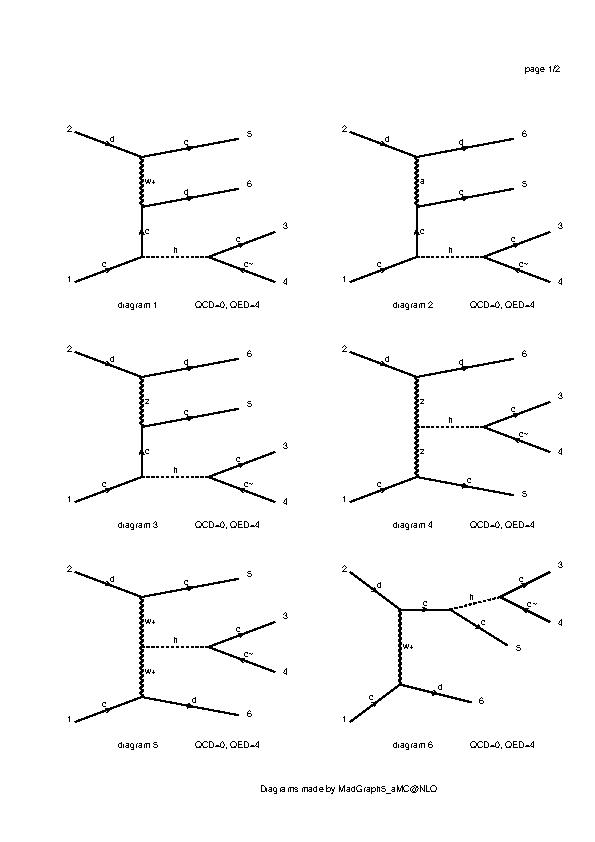 page 1/2
2 d c 5
w+
d 6
c
h c 3
1 c c~ 4
diagram 1 QCD=0, QED=4
2 d d 6
a
c 5
c
h c 3
1 c c~ 4
diagram 2 QCD=0, QED=4
2 d d 6
z
c 5
c
h c 3
1 c c~ 4
diagram 3 QCD=0, QED=4
2 d d 6
z
h c 3
c~ 4
z
1 c c 5
diagram 4 QCD=0, QED=4
2 d c 5
w+
h c 3
c~ 4
w+
1 c d 6
diagram 5 QCD=0, QED=4
2 d c h c 3
c~ 4
c 5
w+
1 c d 6
diagram 6 QCD=0, QED=4
Diagrams made by MadGraph5_aMC@NLO